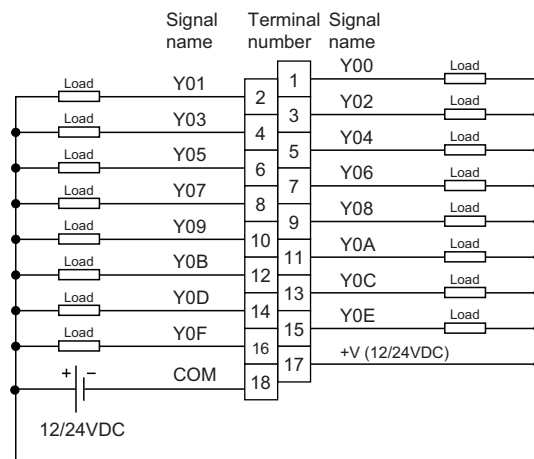 Signal name
Terminal number
Signal name
1
Y00
Load
Load
Y01
2
3
Y02
Load
Load
Y03
4
5
Y04
Load
Load
Y05
6
7
Y06
Load
Load
Y07
8
9
Y08
Load
Load
Y09
10
11
Y0A
Load
Load
Y0B
12
13
Y0C
Load
Load
Y0D
14
15
Y0E
Load
Load
Y0F
16
17
+V (12/24VDC)
+ −
COM
18
12/24VDC